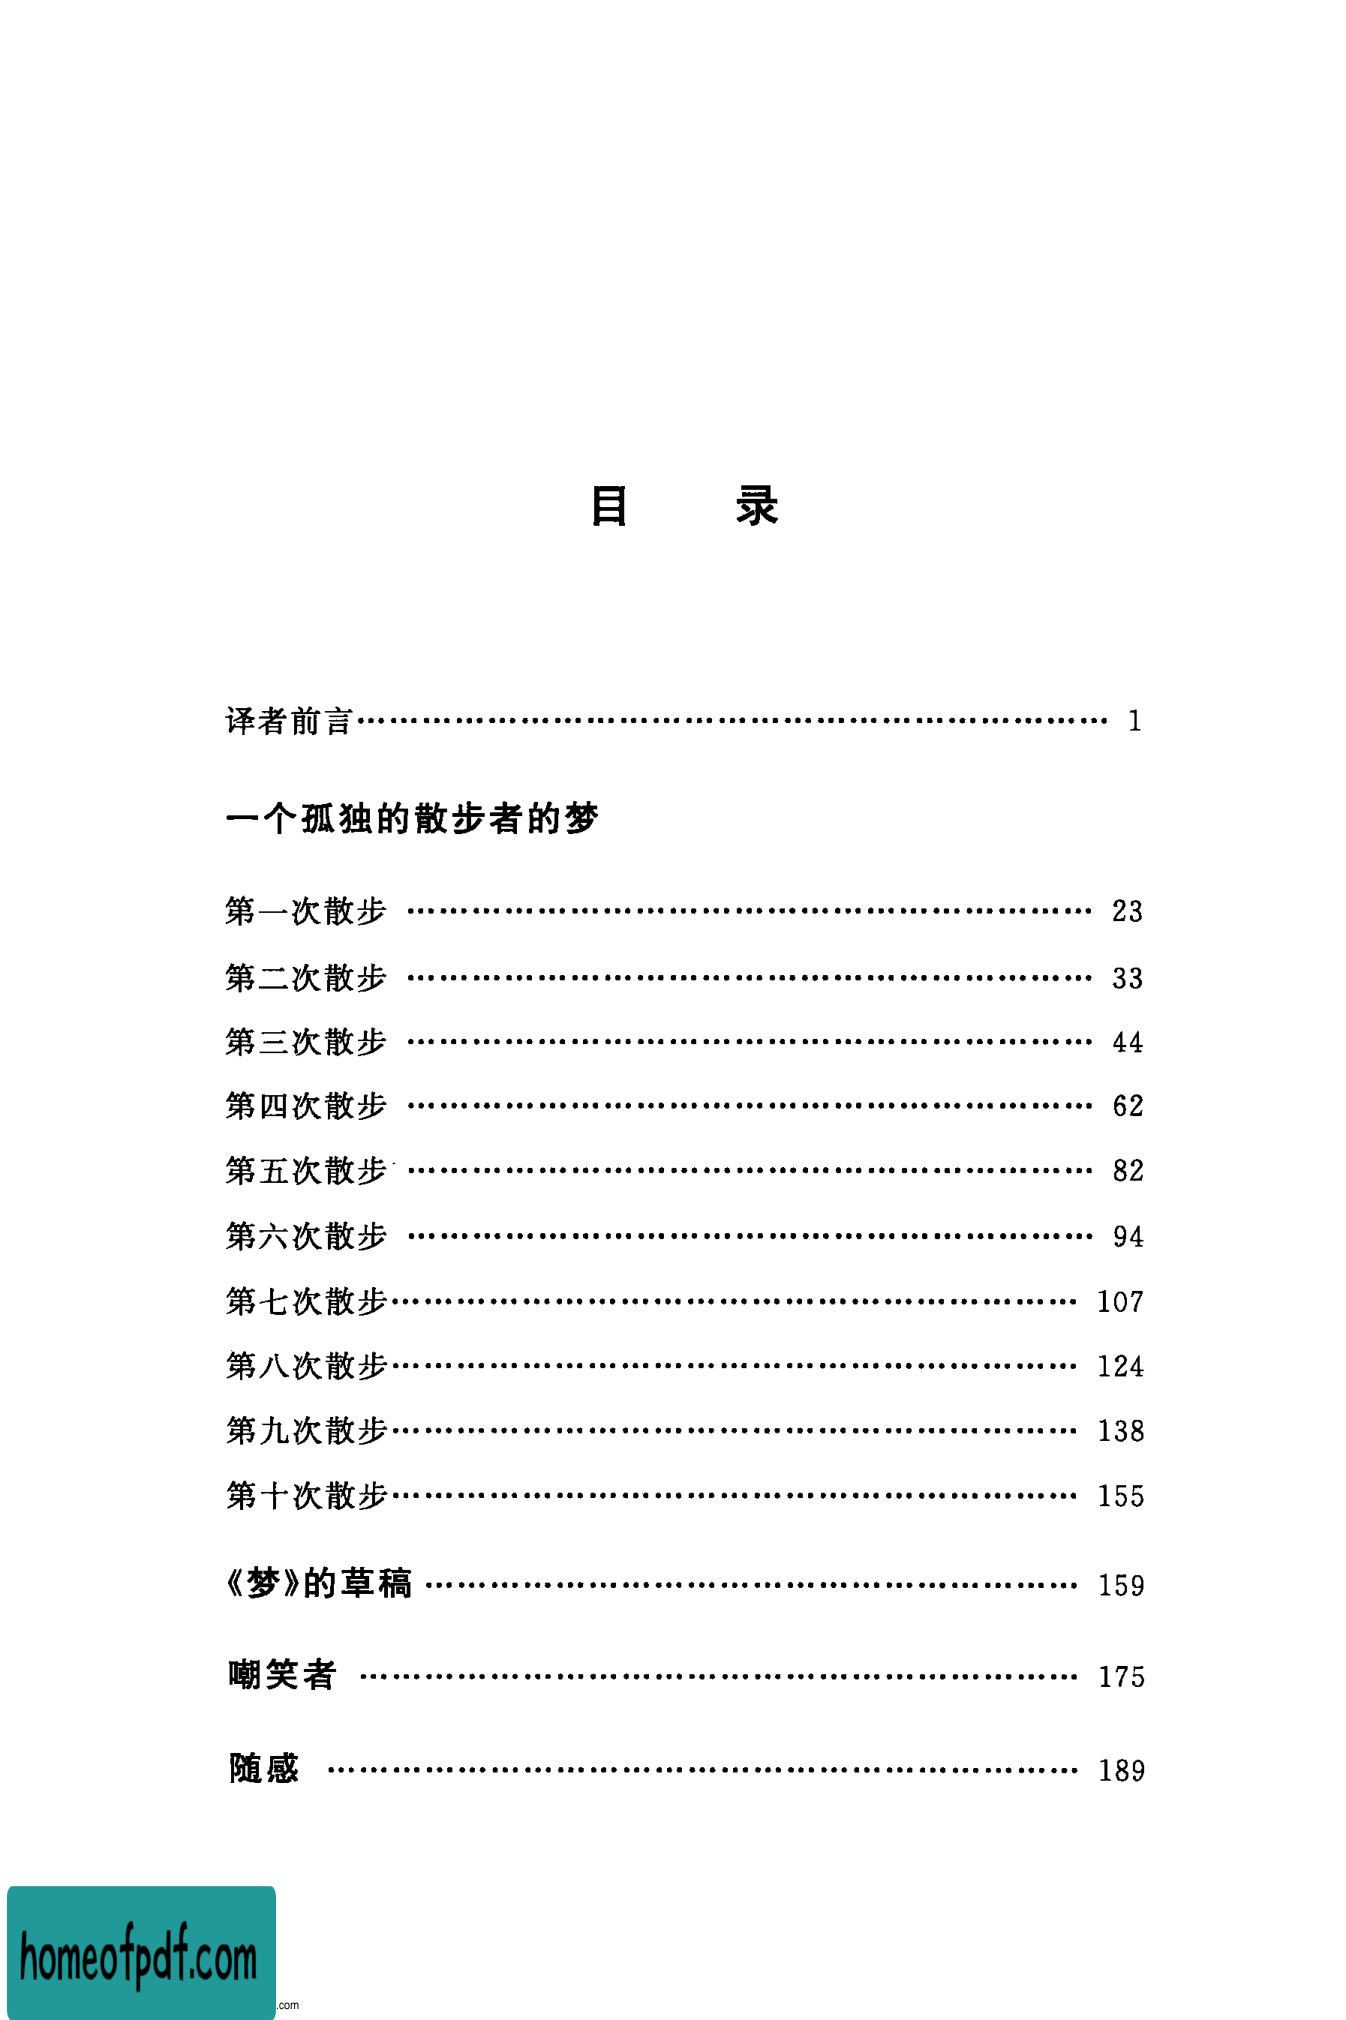 目 录
译者前言…………………………………………………………… 1
一个孤独的散步者的梦
第一次散步 ……………………………………………………… 23
第二次散步 ……………………………………………………… 33
第三次散步 ……………………………………………………… 44
第四次散步 ……………………………………………………… 62
第五次散步 ……………………………………………………… 82
第六次散步 ……………………………………………………… 94
第七次散步……………………………………………………… 107
第八次散步……………………………………………………… 124
第九次散步……………………………………………………… 138
第十次散步……………………………………………………… 155
《梦》的草稿 …………………………………………………… 159
嘲笑者 ………………………………………………………… 175
随感 …………………………………………………………… 189
homeofpdf.com
.com